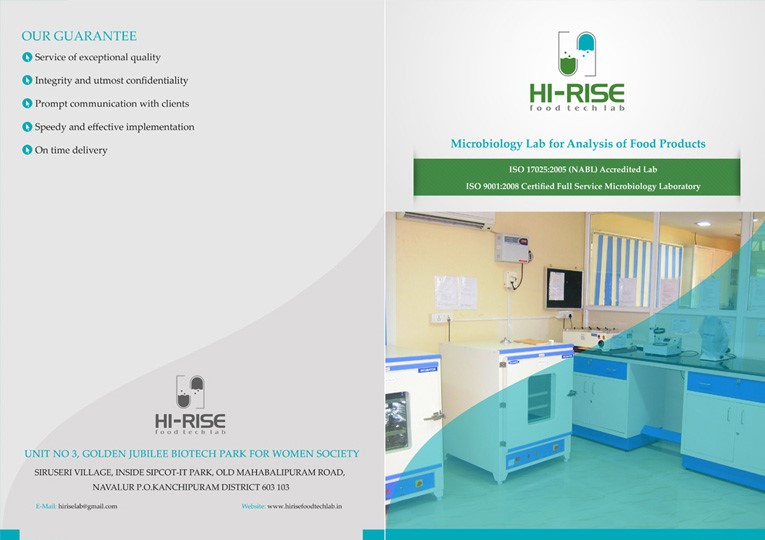 OUR GUARANTEE
Service of exceptional quality
Integrity and utmost confidentiality
Prompt communication with clients
Speedy and effective implementation
On time delivery
HI-RISE
food tech lab
UNIT NO 3, GOLDEN JUBILEE BIOTECH PARK FOR WOMEN SOCIETY
SIRUSERI VILLAGE, INSIDE SIPCOT-IT PARK, OLD MAHABALIPURAM ROAD,
NAVALUR P.O.KANCHIPURAM DISTRICT 603 103
E-Mail: hiriselab@gmail.com
Website: www.hirisefoodtechlab.in
HI-RISE
food tech lab
Microbiology Lab for Analysis of Food Products
ISO 17025:2005 (NABL) Accredited Lab
ISO 9001:2008 Certified Full Service Microbiology Laboratory